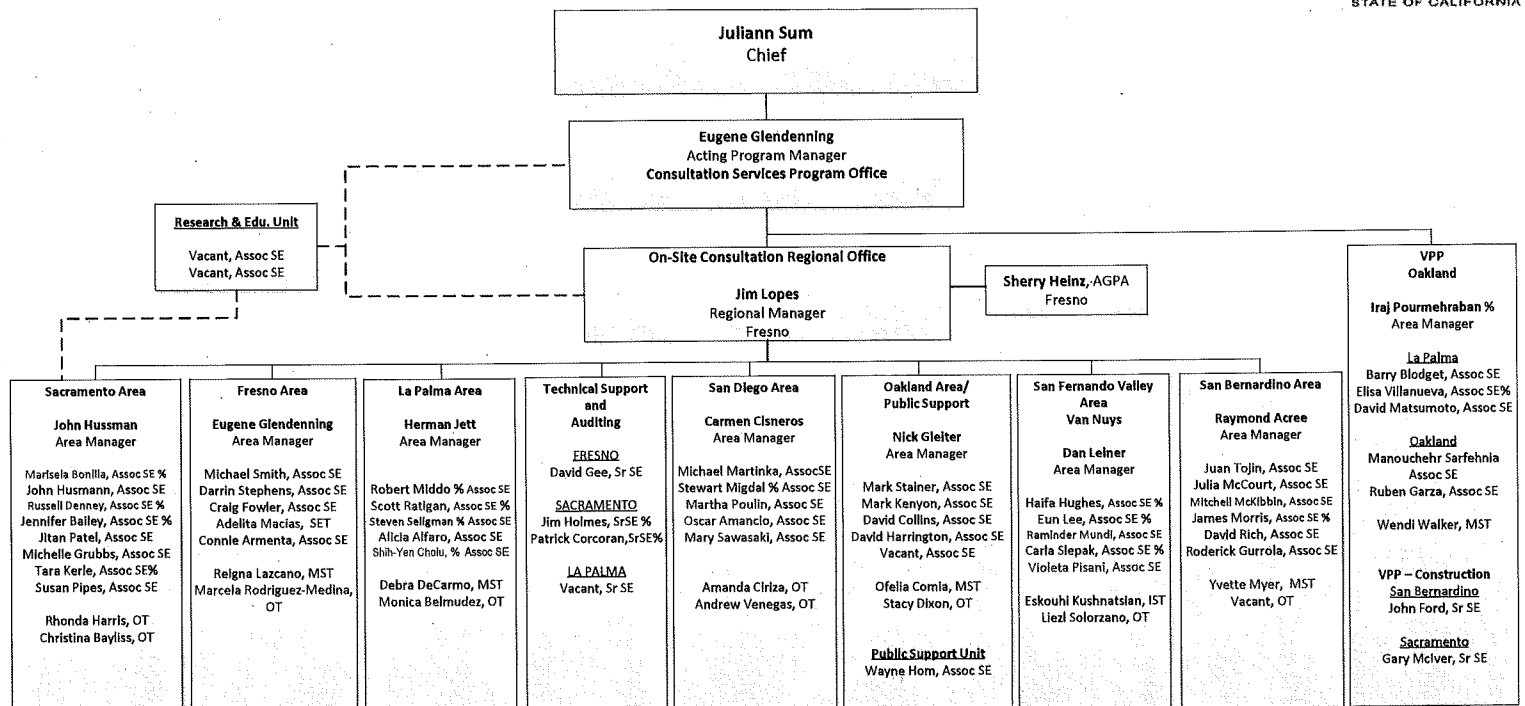 STATE OF CALIFORNIA
Juliann Sum
Chief
Eugene Glendenning
Acting Program Manager
Consultation Services Program Office
Research & Edu. Unit
Vacant, Assoc SE
Vacant, Assoc SE
On-Site Consultation Regional Office
Jim Lopes
Regional Manager
Fresno
Sherry Heinz, AGPA
Fresno
VPP
Oakland
Iraj Pourmehraban %
Area Manager
La Palma
Barry Blodget, Assoc SE
Elisa Villanueva, Assoc SE%
David Matsumoto, Assoc SE
Oakland
Manouchehr Sarfehnia
Assoc SE
Ruben Garza, Assoc SE
Wendi Walker, MST
VPP – Construction
San Bernardino
John Ford, Sr SE
Sacramento
Gary McIver, Sr SE
Sacramento Area
John Hussman
Area Manager
Marisela Bonilla, Assoc SE %
John Husmann, Assoc SE
Russell Denney, Assoc SE %
Jennifer Bailey, Assoc SE %
Jitan Patel, Assoc SE
Michelle Grubbs, Assoc SE
Tara Kerle, Assoc SE%
Susan Pipes, Assoc SE
Rhonda Harris, OT
Christina Bayliss, OT
Fresno Area
Eugene Glendenning
Area Manager
Michael Smith, Assoc SE
Darrin Stephens, Assoc SE
Craig Fowler, Assoc SE
Adelita Macias, SET
Connie Armenta, Assoc SE
Reigna Lazcano, MST
Marcela Rodriguez-Medina,
OT
La Palma Area
Herman Jett
Area Manager
Robert Middo % Assoc SE
Scott Ratigan, Assoc SE %
Steven Seligman % Assoc SE
Alicia Alfaro, Assoc SE
Shih-Yen Choiu, % Assoc SE
Debra DeCarmo, MST
Monica Belmudez, OT
Technical Support
and
Auditing
FRESNO
David Gee, Sr SE
SACRAMENTO
Jim Holmes, SrSE %
Patrick Corcoran,SrSE%
LA PALMA
Vacant, Sr SE
San Diego Area
Carmen Cisneros
Area Manager
Michael Martinka, AssocSE
Stewart Migdal % Assoc SE
Martha Poulin, Assoc SE
Oscar Amancio, Assoc SE
Mary Sawasaki, Assoc SE
Amanda Ciriza, OT
Andrew Venegas, OT
Oakland Area/
Public Support
Nick Gleiter
Area Manager
Mark Stainer, Assoc SE
Mark Kenyon, Assoc SE
David Collins, Assoc SE
David Harrington, Assoc SE
Vacant, Assoc SE
Ofelia Comia, MST
Stacy Dixon, OT
Public Support Unit
Wayne Hom, Assoc SE
San Fernando Valley
Area
Van Nuys
Dan Leiner
Area Manager
Haifa Hughes, Assoc SE %
Eun Lee, Assoc SE %
Raminder Mundi, Assoc SE
Carla Slepak, Assoc SE %
Violeta Pisani, Assoc SE
Eskouhi Kushnatsian, IST
Liezl Solorzano, OT
San Bernardino Area
Raymond Acree
Area Manager
Juan Tojin, Assoc SE
Julia McCourt, Assoc SE
Mitchell McKibbin, Assoc SE
James Morris, Assoc SE %
David Rich, Assoc SE
Roderick Gurrola, Assoc SE
Yvette Myer, MST
Vacant, OT